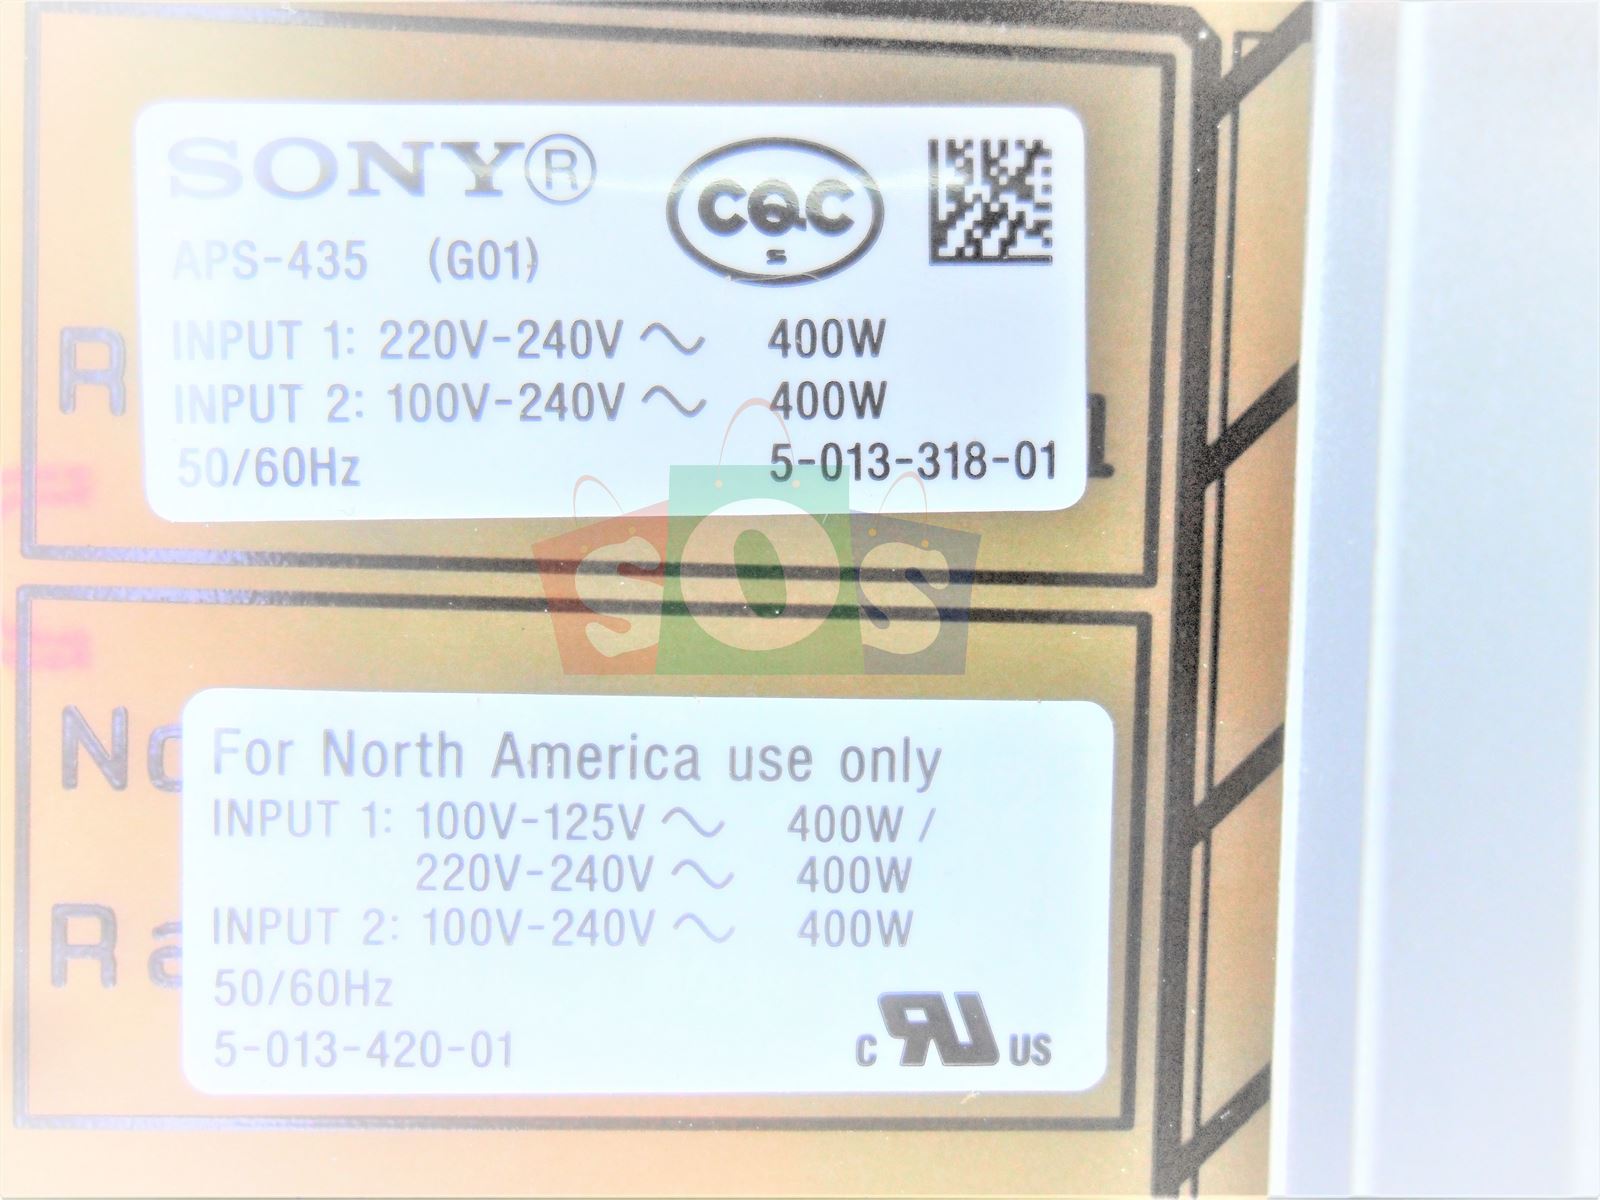 SONY®
CQC
S
APS-435 (G01)
INPUT 1: 220V-240V ～ 400W
INPUT 2: 100V-240V ～ 400W
50/60Hz 5-013-318-01
R
1
SOS
For North America use only
INPUT 1: 100V-125V ～ 400W /
220V-240V ～ 400W
INPUT 2: 100V-240V ～ 400W
50/60Hz
5-013-420-01
C UR US